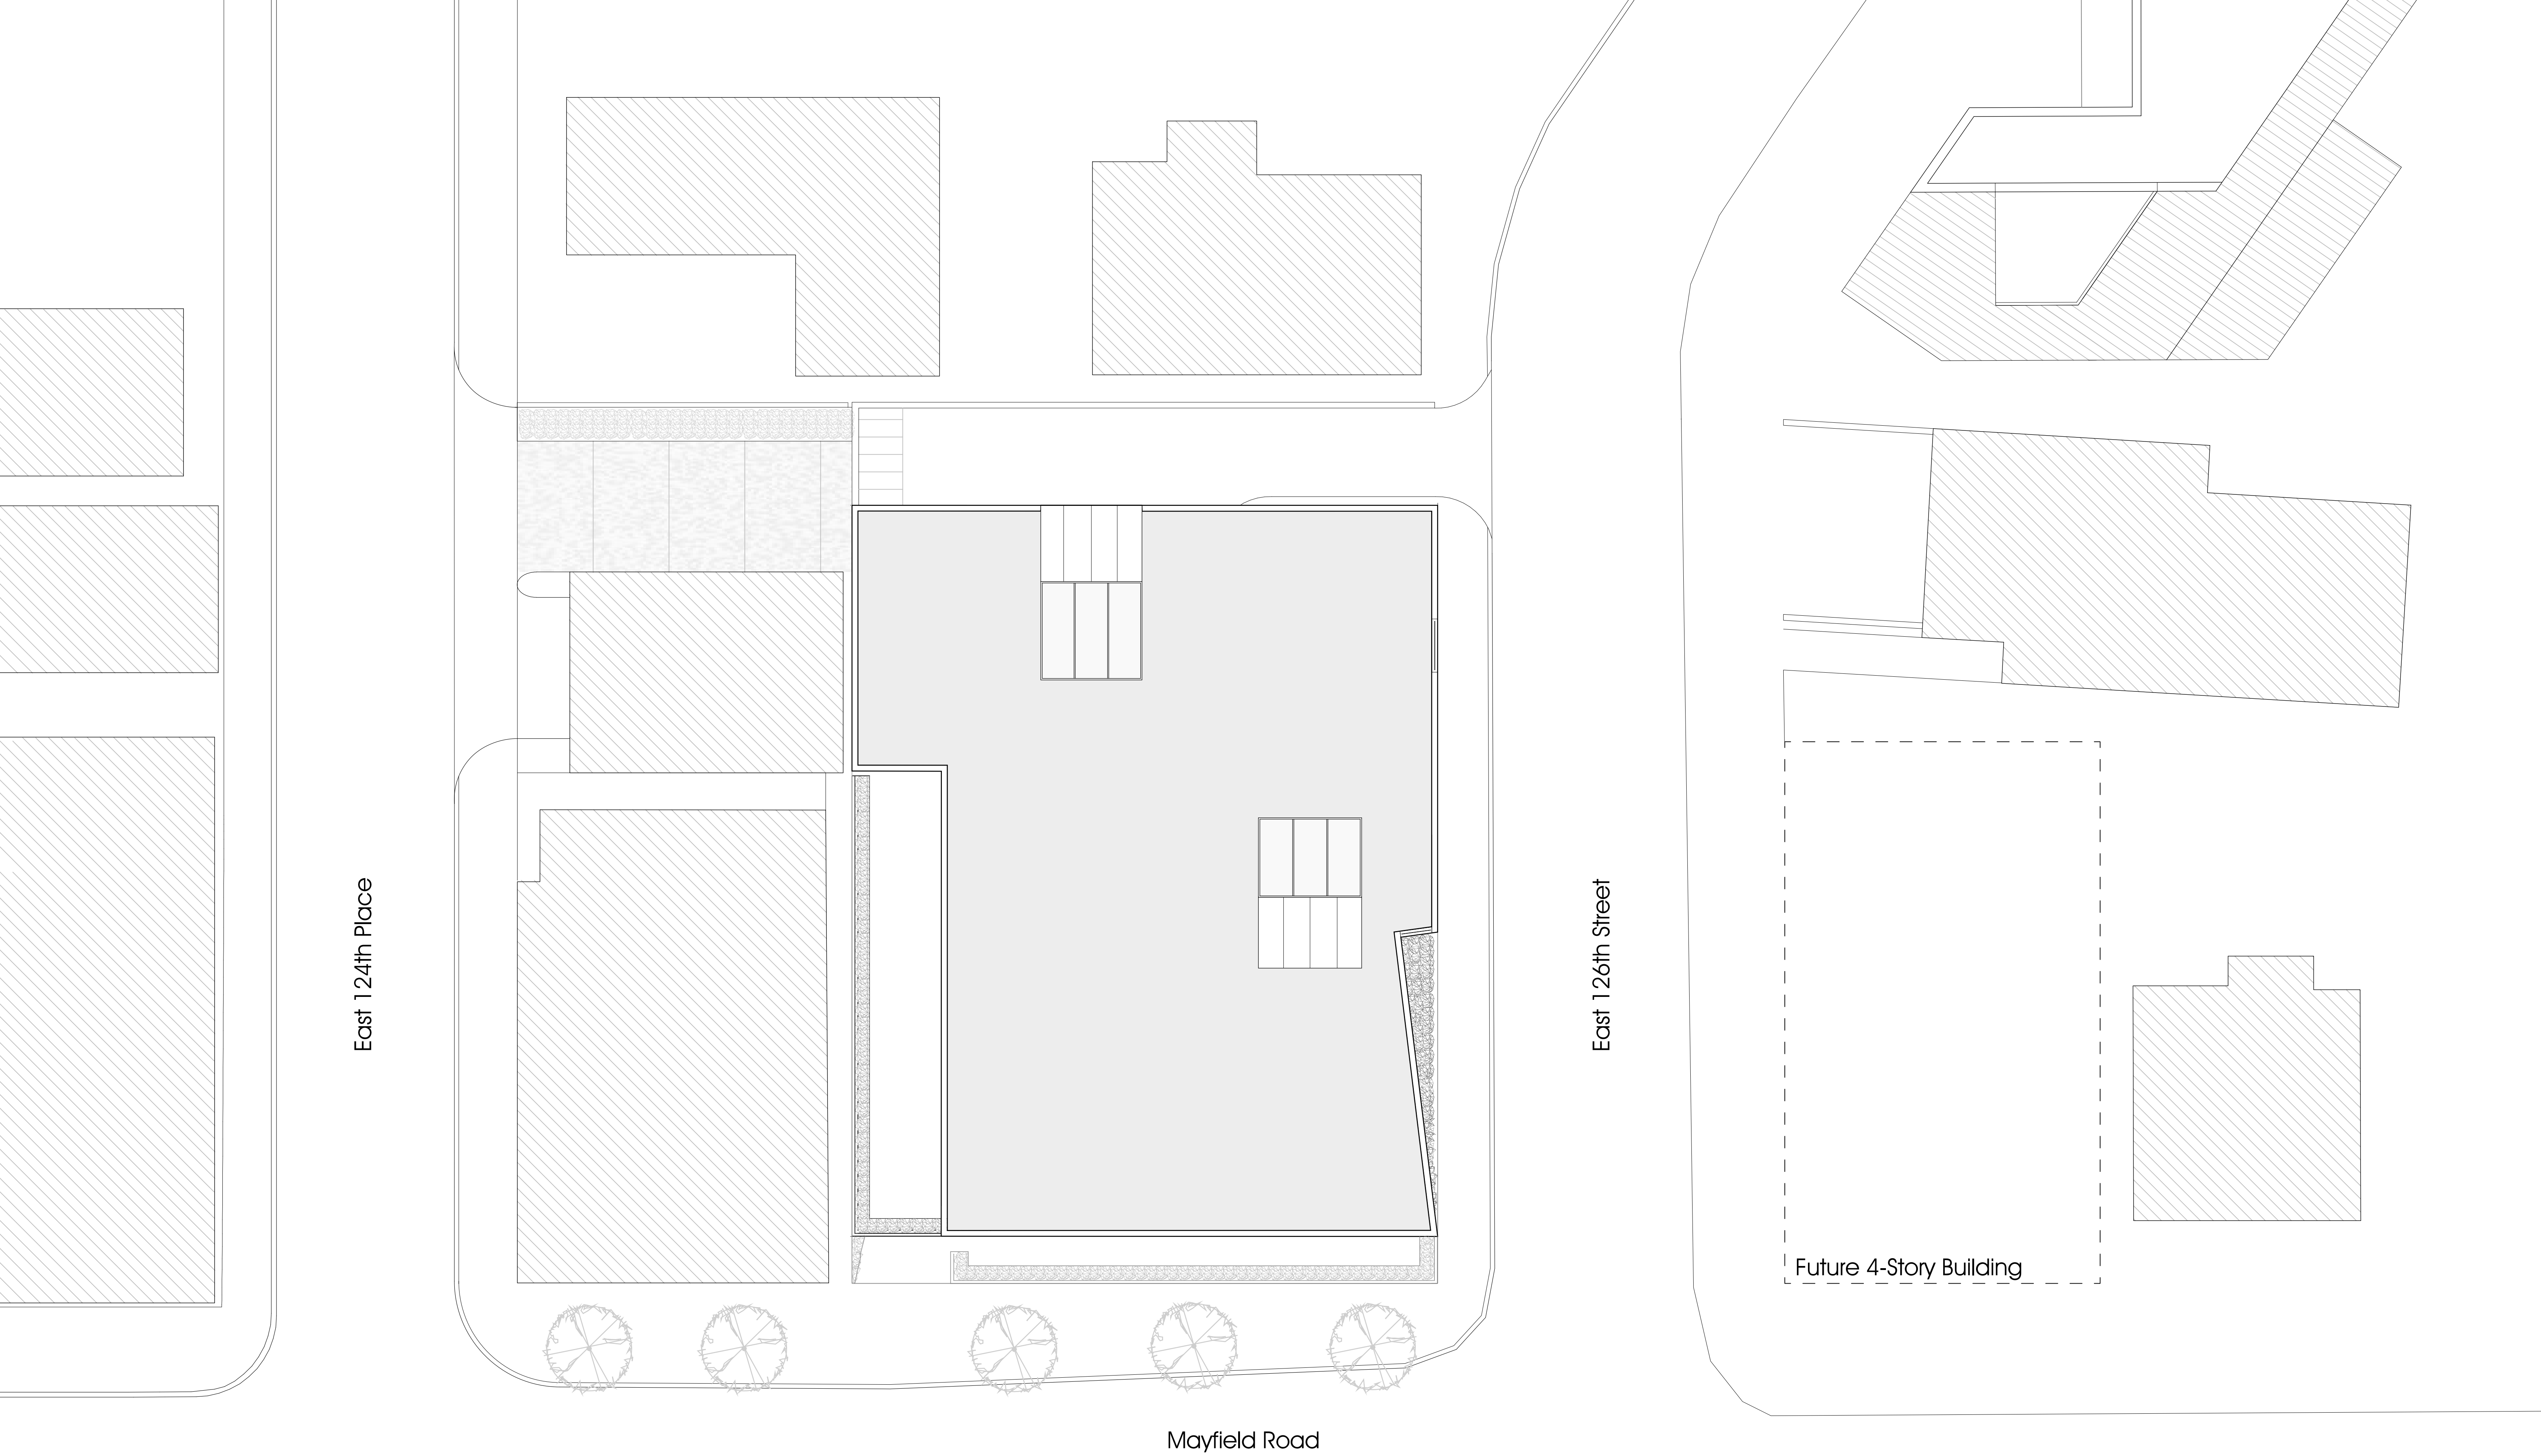 East 124th Place
East 126th Street
Future 4-Story Building
Mayfield Road